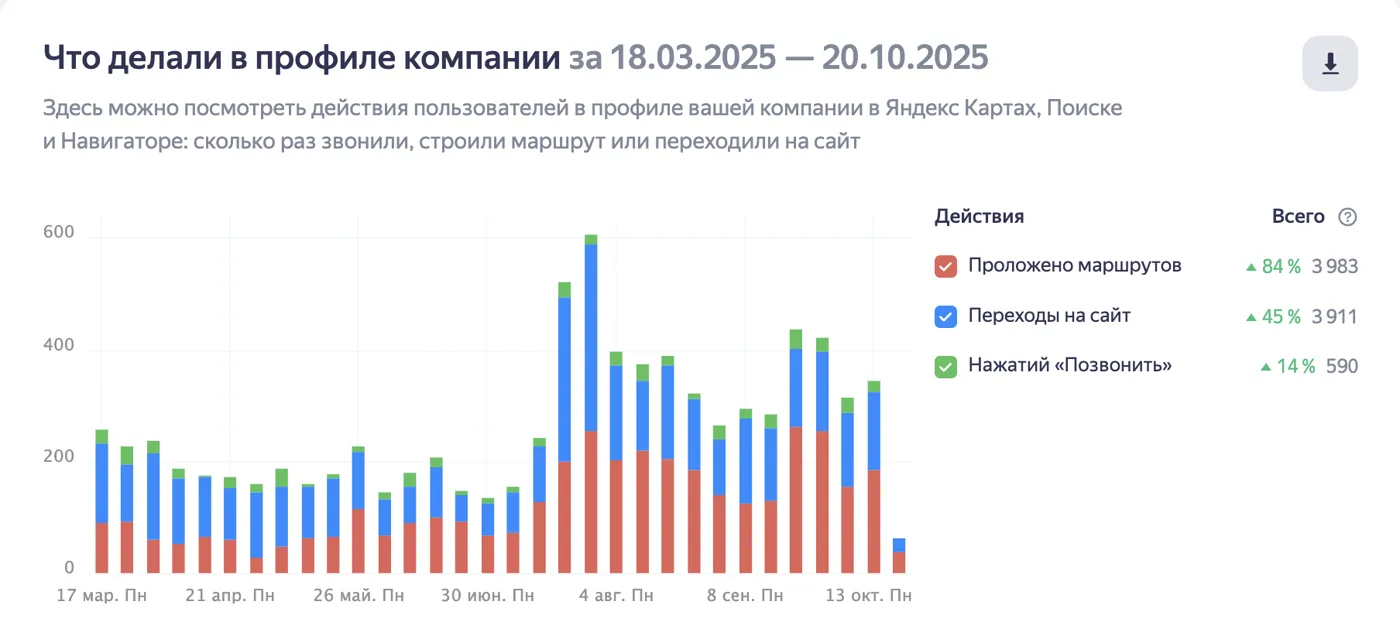 Что делали в профиле компании за 18.03.2025 — 20.10.2025
Здесь можно посмотреть действия пользователей в профиле вашей компании в Яндекс Картах, Поиске
и Навигаторе: сколько раз звонили, строили маршрут или переходили на сайт
Действия Всего ?
Проложено маршрутов ▲ 84 % 3 983
Переходы на сайт ▲ 45 % 3 911
Нажатий «Позвонить» ▲ 14 % 590
600
400
200
0
17 мар. Пн 21 апр. Пн 26 май. Пн 30 июн. Пн 4 авг. Пн 8 сен. Пн 13 окт. Пн